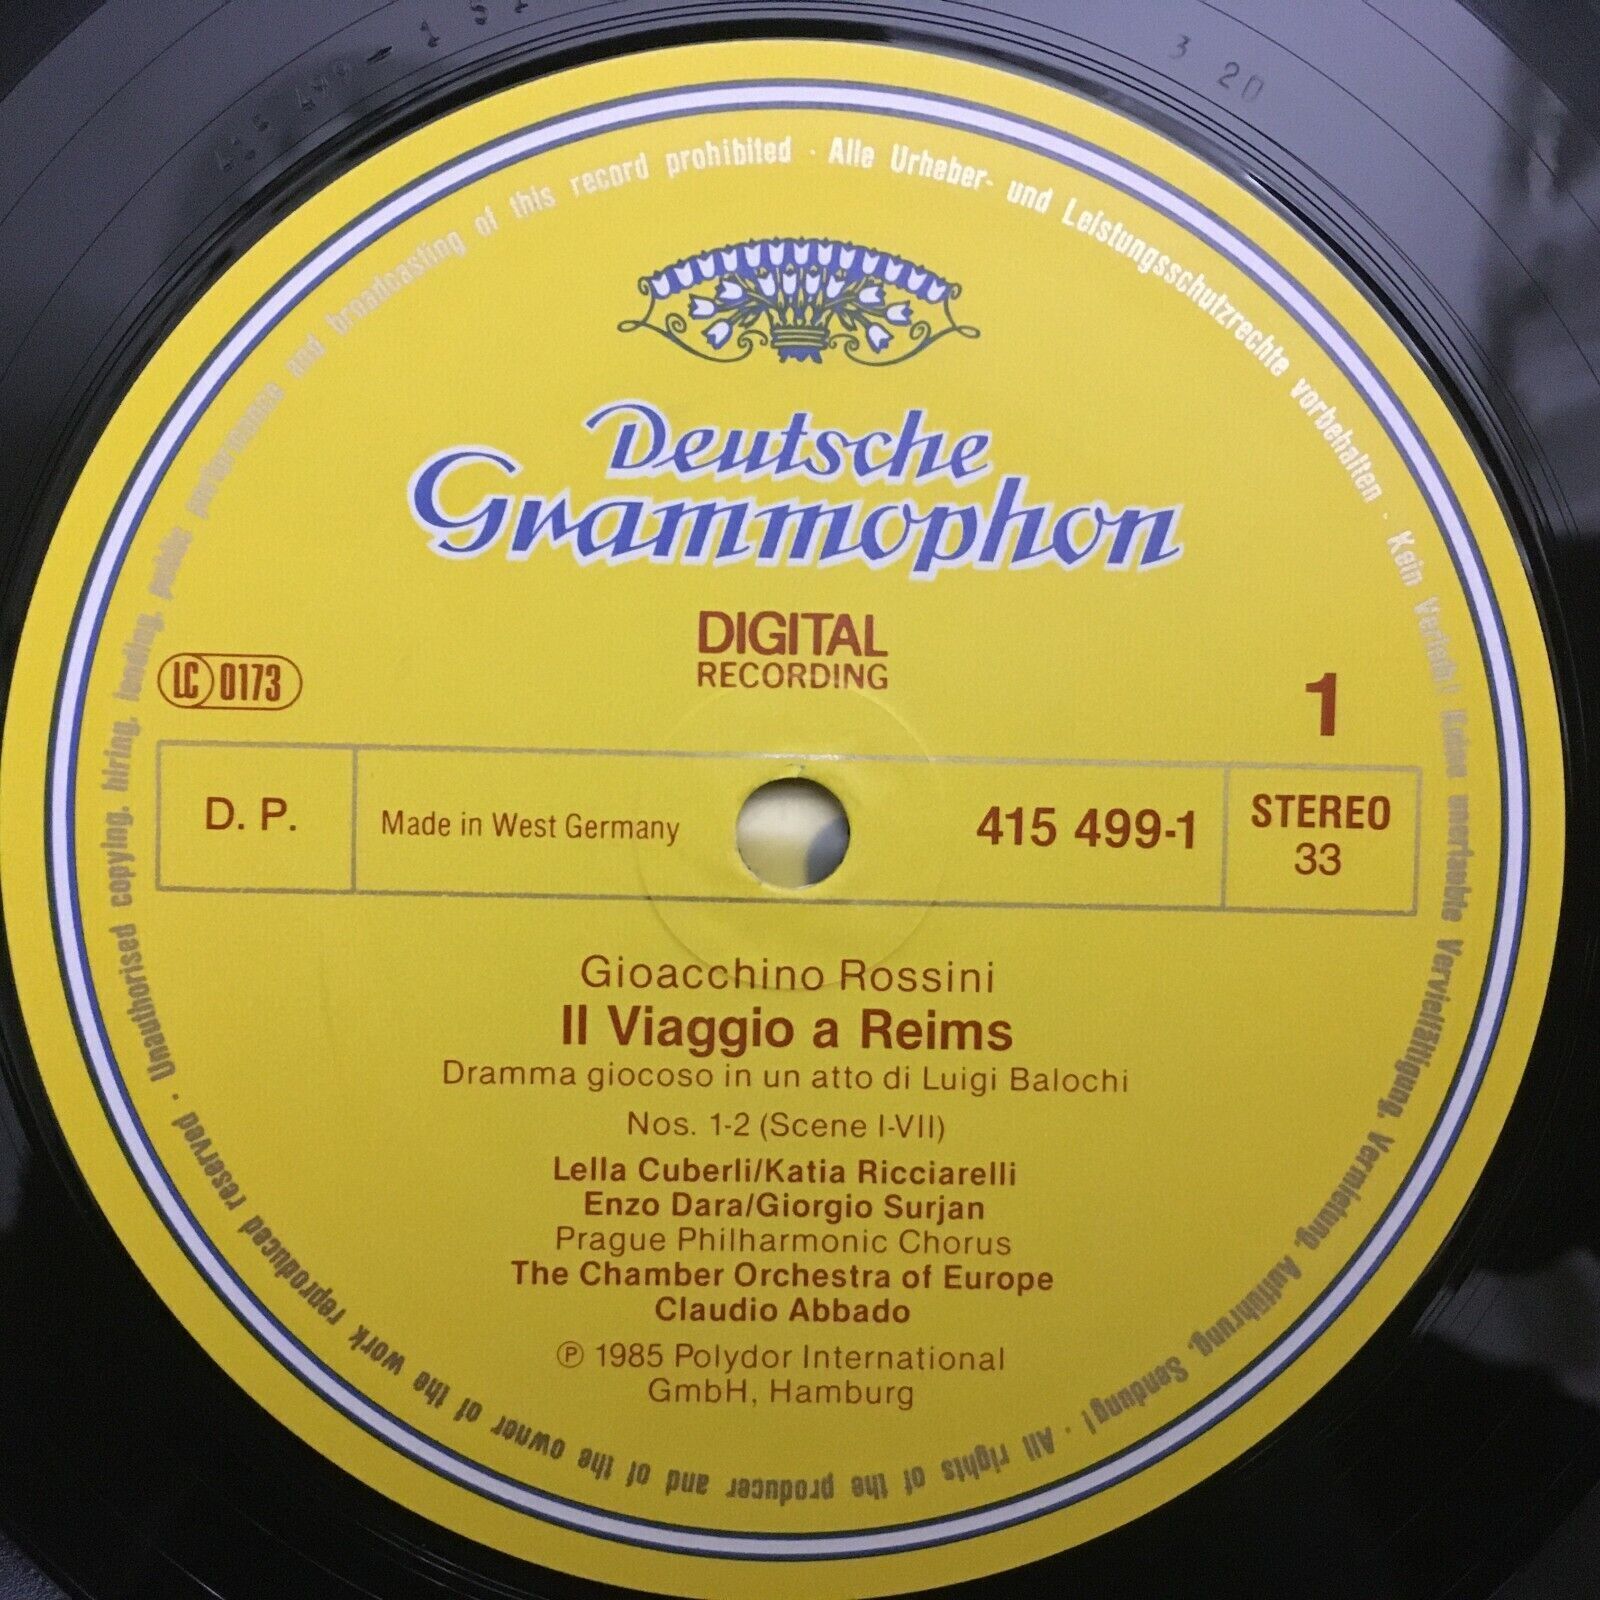 3 20
Deutsche
Grammophon
DIGITAL
RECORDING
LC 0173
1
D. P.
Made in West Germany
415 499-1
STEREO
33
Gioacchino Rossini
Il Viaggio a Reims
Dramma giocoso in un atto di Luigi Balochi
Nos. 1-2 (Scene I-VII)
Lella Cuberli/Katia Ricciarelli
Enzo Dara/Giorgio Surjan
Prague Philharmonic Chorus
The Chamber Orchestra of Europe
Claudio Abbado
℗ 1985 Polydor International
GmbH, Hamburg
Alle Urheber- und Leistungsschutzrechte vorbehalten · Kein Verleih! Keine unerlaubte Vervielfältigung, Vermietung, Aufführung, Sendung! · All rights of the producer and of the owner of the work reproduced reserved · Unauthorised copying, hiring, lending, public performance and broadcasting of this record prohibited ·